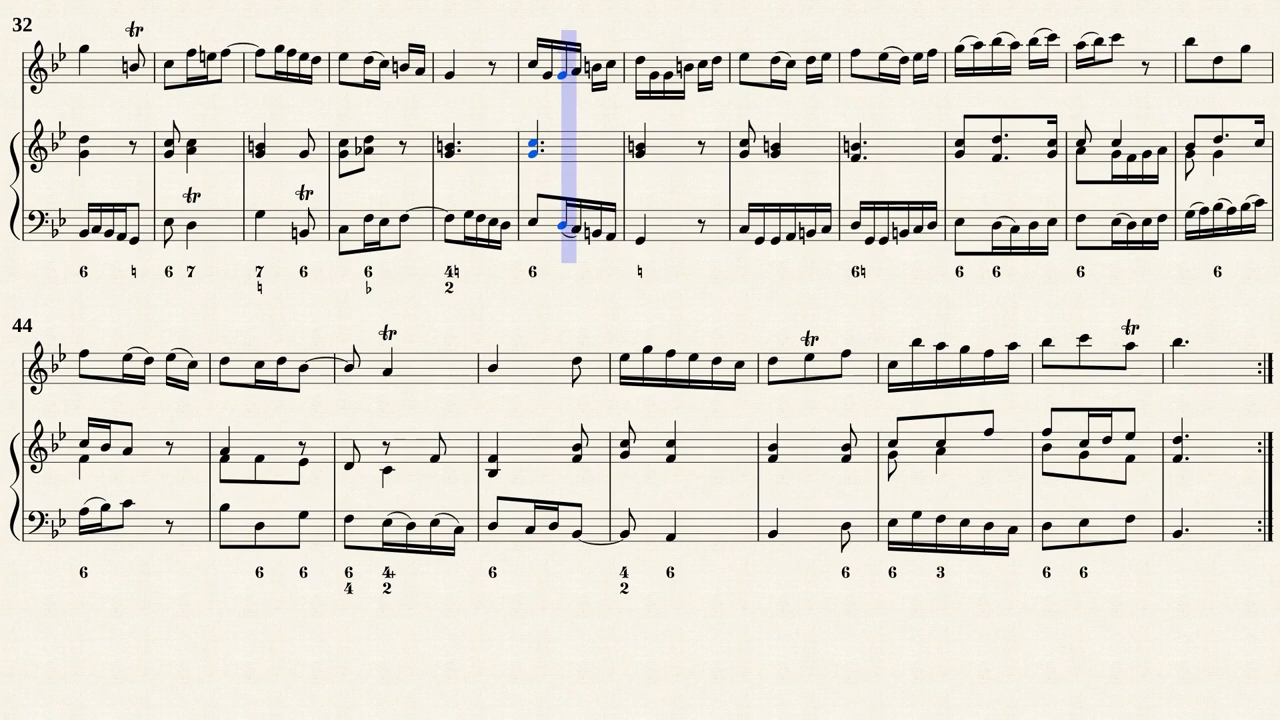 32
tr
tr tr
6 ♮ 6 7 7 6 6 4♮ 6 ♮ 6♮ 6 6 6 6
♮ ♭ 2
44
tr tr tr
6 6 6 6 4+ 6 4 6 6 6 3 6 6
4 2 2